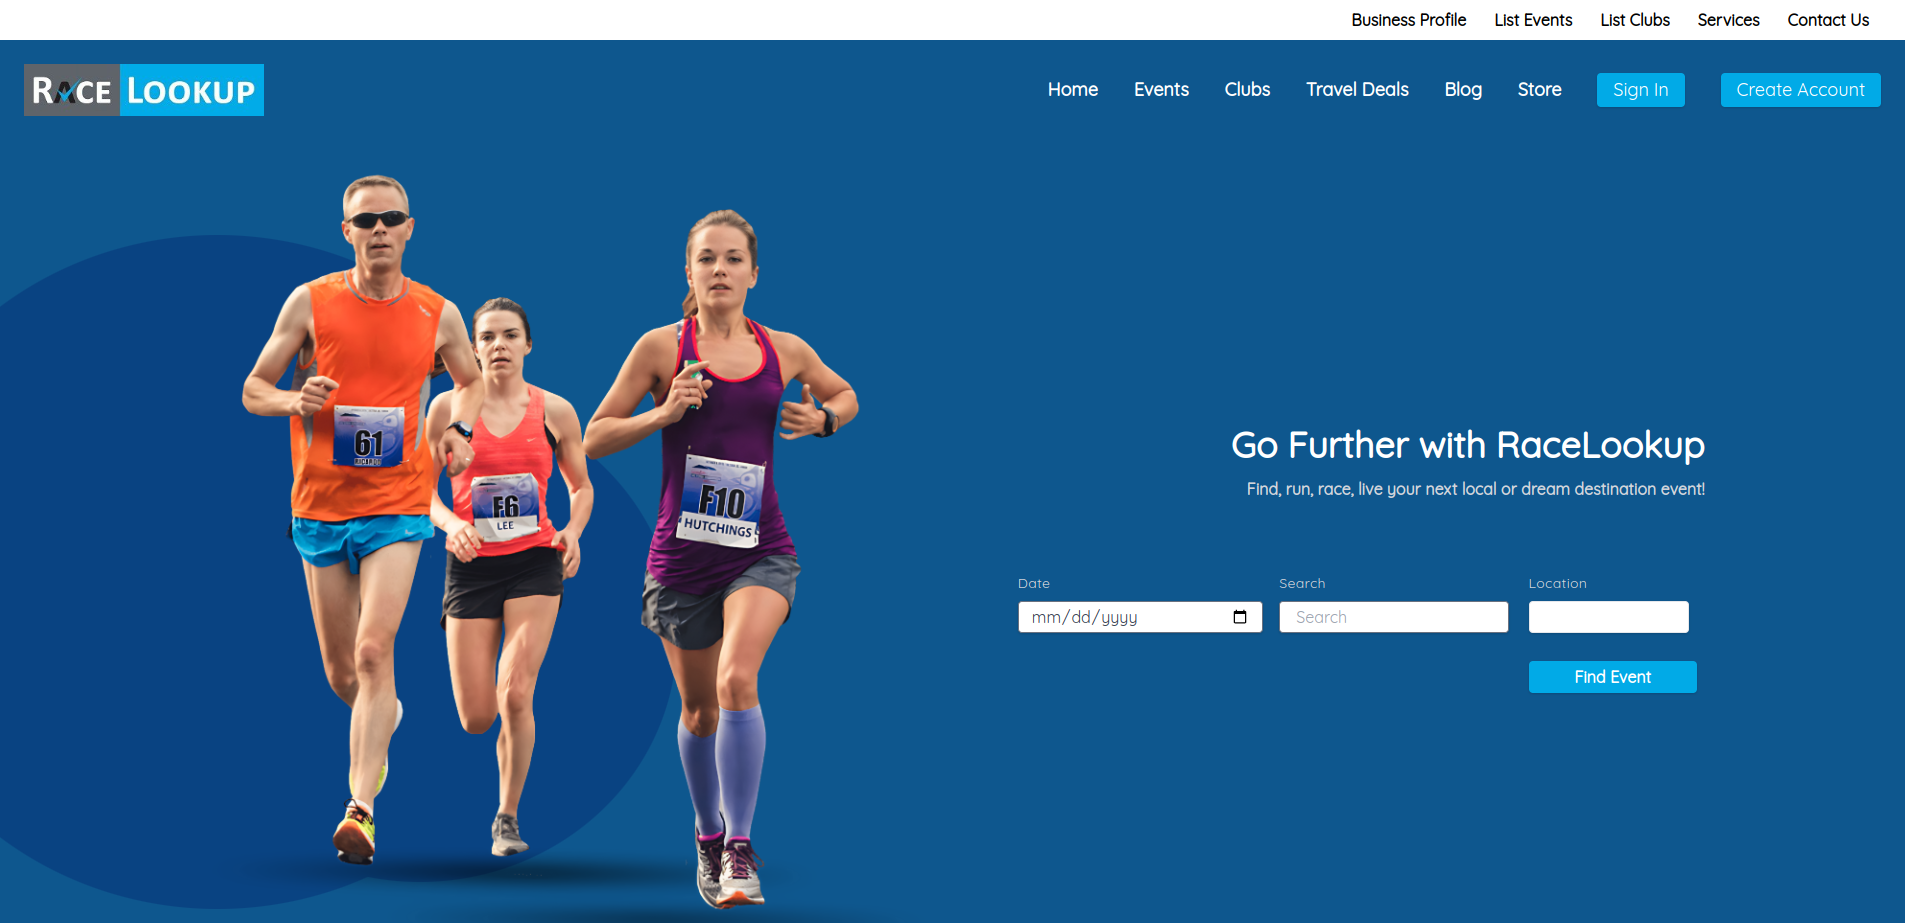 Business Profile List Events List Clubs Services Contact Us
RACE LOOKUP
Home Events Clubs Travel Deals Blog Store Sign In Create Account
61
RICARDO
F6
LEE
F10
HUTCHINGS
Go Further with RaceLookup
Find, run, race, live your next local or dream destination event!
Date Search Location
mm/dd/yyyy Search
Find Event